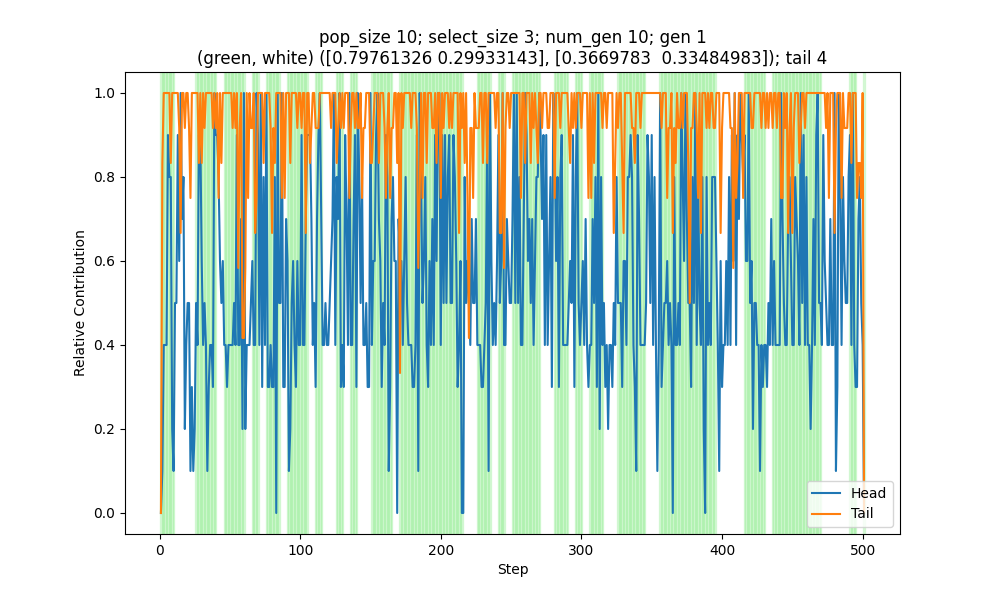 pop_size 10; select_size 3; num_gen 10; gen 1
(green, white) ([0.79761326 0.29933143], [0.3669783  0.33484983]); tail 4
1.0
0.8
0.6
0.4
0.2
0.0
Relative Contribution
Head
Tail
0
100
200
300
400
500
Step